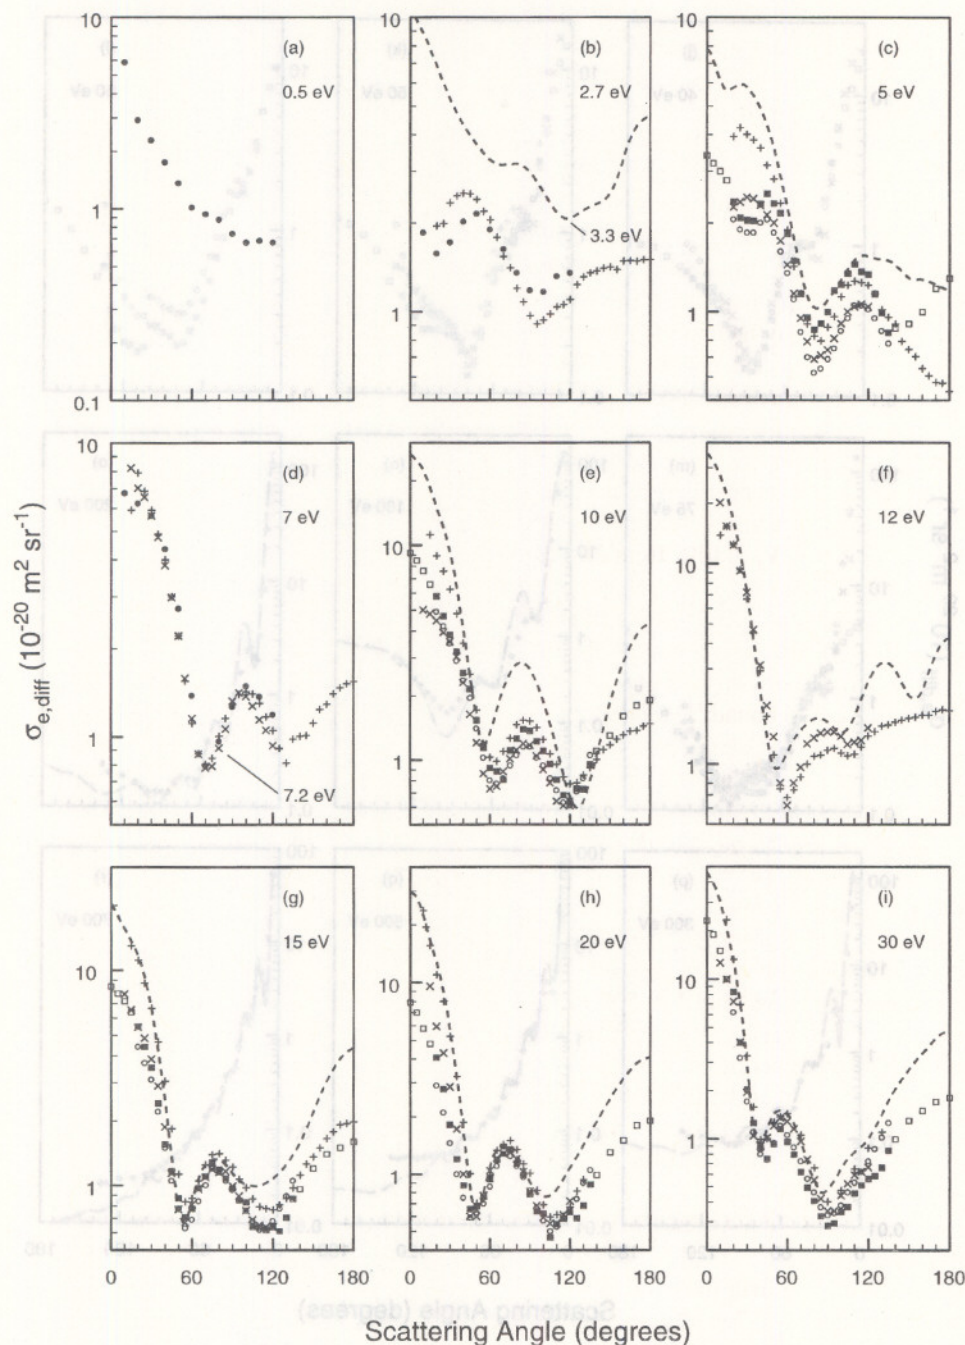 10
1
0.1
(a)
0.5 eV
10
1
(b)
2.7 eV
3.3 eV
10
1
(c)
5 eV
σe,diff (10⁻²⁰ m² sr⁻¹)
10
1
(d)
7 eV
7.2 eV
10
1
(e)
10 eV
10
1
(f)
12 eV
10
1
(g)
15 eV
0 60 120 180
10
1
(h)
20 eV
60 120 180
10
1
(i)
30 eV
0 60 120 180
Scattering Angle (degrees)